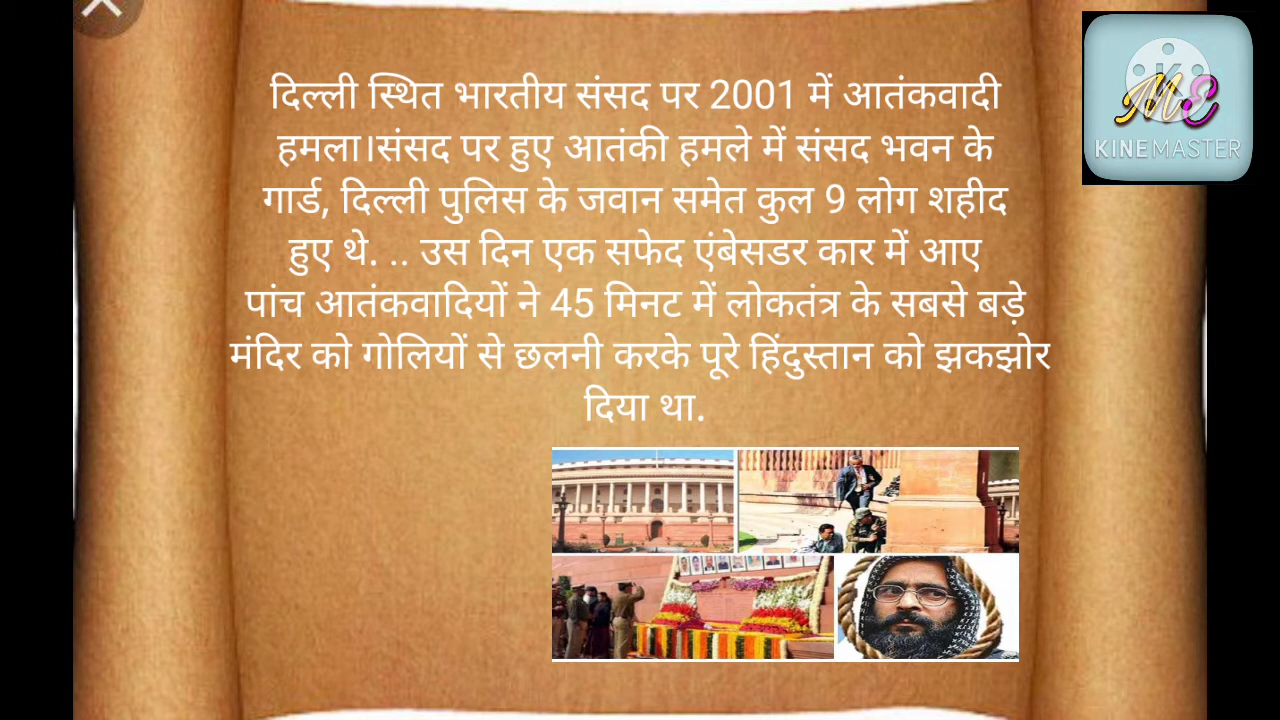 दिल्ली स्थित भारतीय संसद पर 2001 में आतंकवादी
हमला।संसद पर हुए आतंकी हमले में संसद भवन के
गार्ड, दिल्ली पुलिस के जवान समेत कुल 9 लोग शहीद
हुए थे. .. उस दिन एक सफेद एंबेसडर कार में आए
पांच आतंकवादियों ने 45 मिनट में लोकतंत्र के सबसे बड़े
मंदिर को गोलियों से छलनी करके पूरे हिंदुस्तान को झकझोर
दिया था.
ME
KINEMASTER